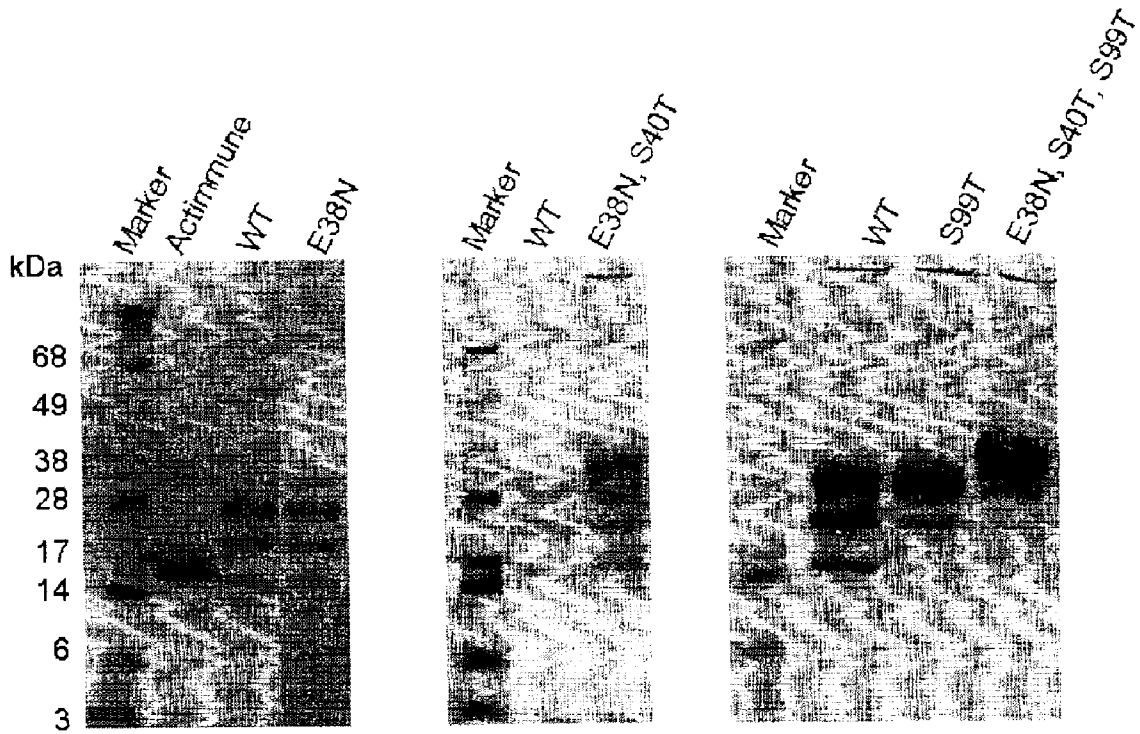 Marker
Actimmune
WT
E38N
Marker
WT
E38N, S40T
Marker
WT
S99T
E38N, S40T, S99T
kDa
68
49
38
28
17
14
6
3